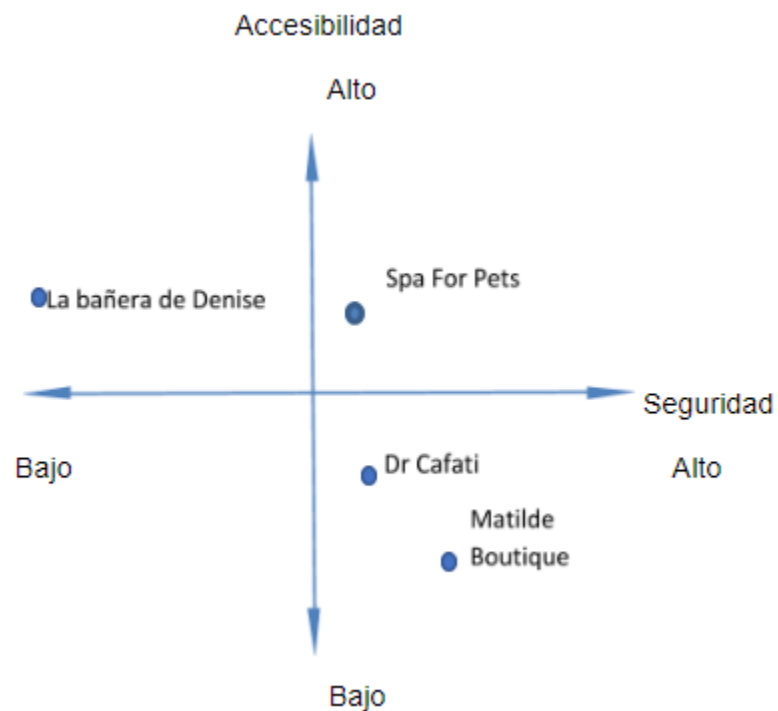 Accesibilidad
Alto
Spa For Pets
La bañera de Denise
Seguridad
Bajo
Dr Cafati
Alto
Matilde
Boutique
Bajo